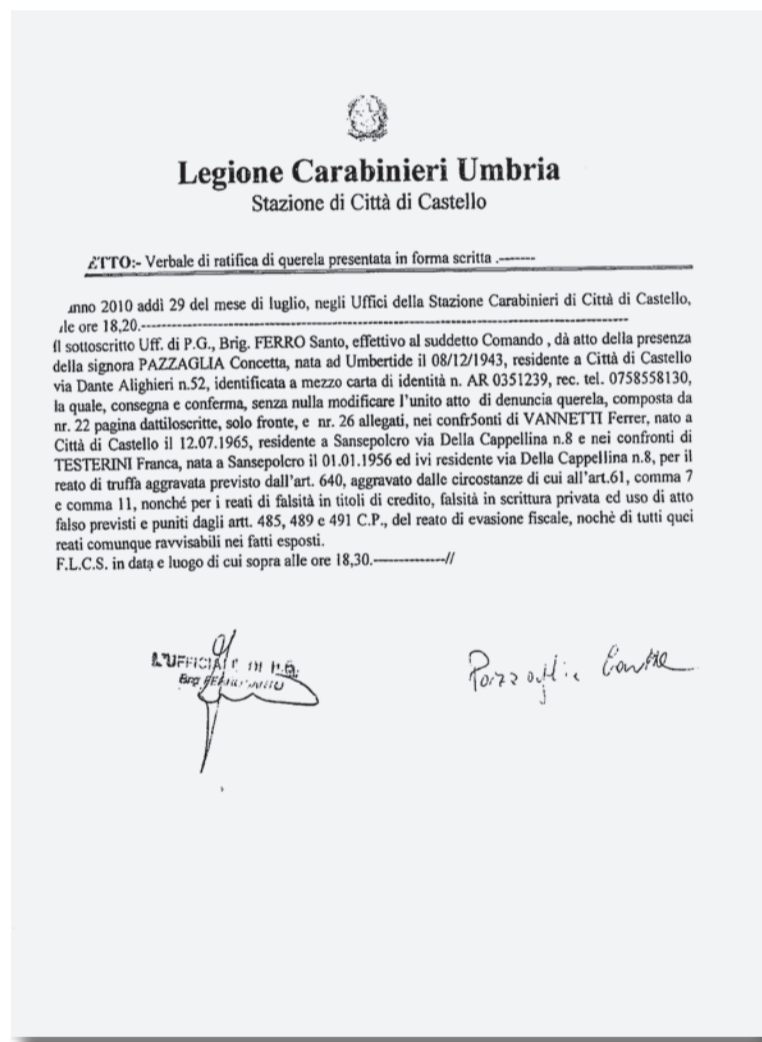 Legione Carabinieri Umbria
Stazione di Città di Castello
ETTO:- Verbale di ratifica di querela presentata in forma scritta .-------
anno 2010 addì 29 del mese di luglio, negli Uffici della Stazione Carabinieri di Città di Castello,
ale ore 18,20.------------------------------------------------------------------------
Il sottoscritto Uff. di P.G., Brig. FERRO Santo, effettivo al suddetto Comando , dà atto della presenza
della signora PAZZAGLIA Concetta, nata ad Umbertide il 08/12/1943, residente a Città di Castello
via Dante Alighieri n.52, identificata a mezzo carta di identità n. AR 0351239, rec. tel. 0758558130,
la quale, consegna e conferma, senza nulla modificare l'unito atto di denuncia querela, composta da
nr. 22 pagina dattiloscritte, solo fronte, e nr. 26 allegati, nei confr5onti di VANNETTI Ferrer, nato a
Città di Castello il 12.07.1965, residente a Sansepolcro via Della Cappellina n.8 e nei confronti di
TESTERINI Franca, nata a Sansepolcro il 01.01.1956 ed ivi residente via Della Cappellina n.8, per il
reato di truffa aggravata previsto dall'art. 640, aggravato dalle circostanze di cui all'art.61, comma 7
e comma 11, nonché per i reati di falsità in titoli di credito, falsità in scrittura privata ed uso di atto
falso previsti e puniti dagli artt. 485, 489 e 491 C.P., del reato di evasione fiscale, nochè di tutti quei
reati comunque ravvisabili nei fatti esposti.
F.L.C.S. in data e luogo di cui sopra alle ore 18,30.-------------//
L'UFFICIALE DI P.G.
Brg
Pazzaglia